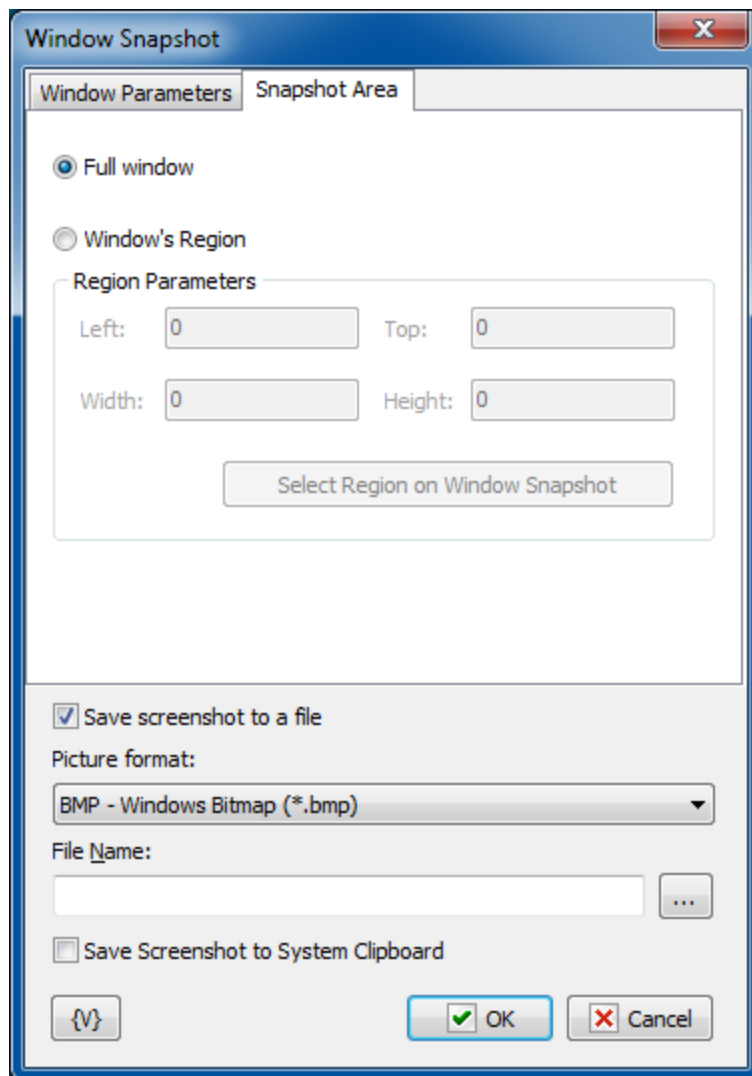 Window Snapshot
Window Parameters Snapshot Area
Full window
Window's Region
Region Parameters
Left: 0 Top: 0
Width: 0 Height: 0
Select Region on Window Snapshot
Save screenshot to a file
Picture format:
BMP - Windows Bitmap (*.bmp)
File Name:
...
Save Screenshot to System Clipboard
{V} OK Cancel